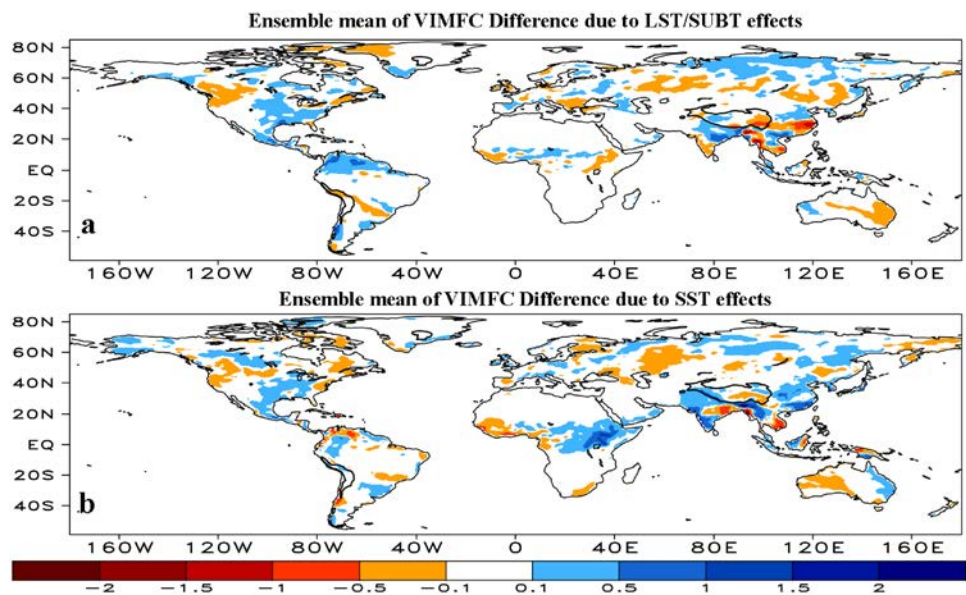 Ensemble mean of VIMFC Difference due to LST/SUBT effects
80N
60N
40N
20N
EQ
20S
40S
a
160W 120W 80W 40W 0 40E 80E 120E 160E
Ensemble mean of VIMFC Difference due to SST effects
80N
60N
40N
20N
EQ
20S
40S
b
160W 120W 80W 40W 0 40E 80E 120E 160E
-2 -1.5 -1 -0.5 -0.1 0.1 0.5 1 1.5 2